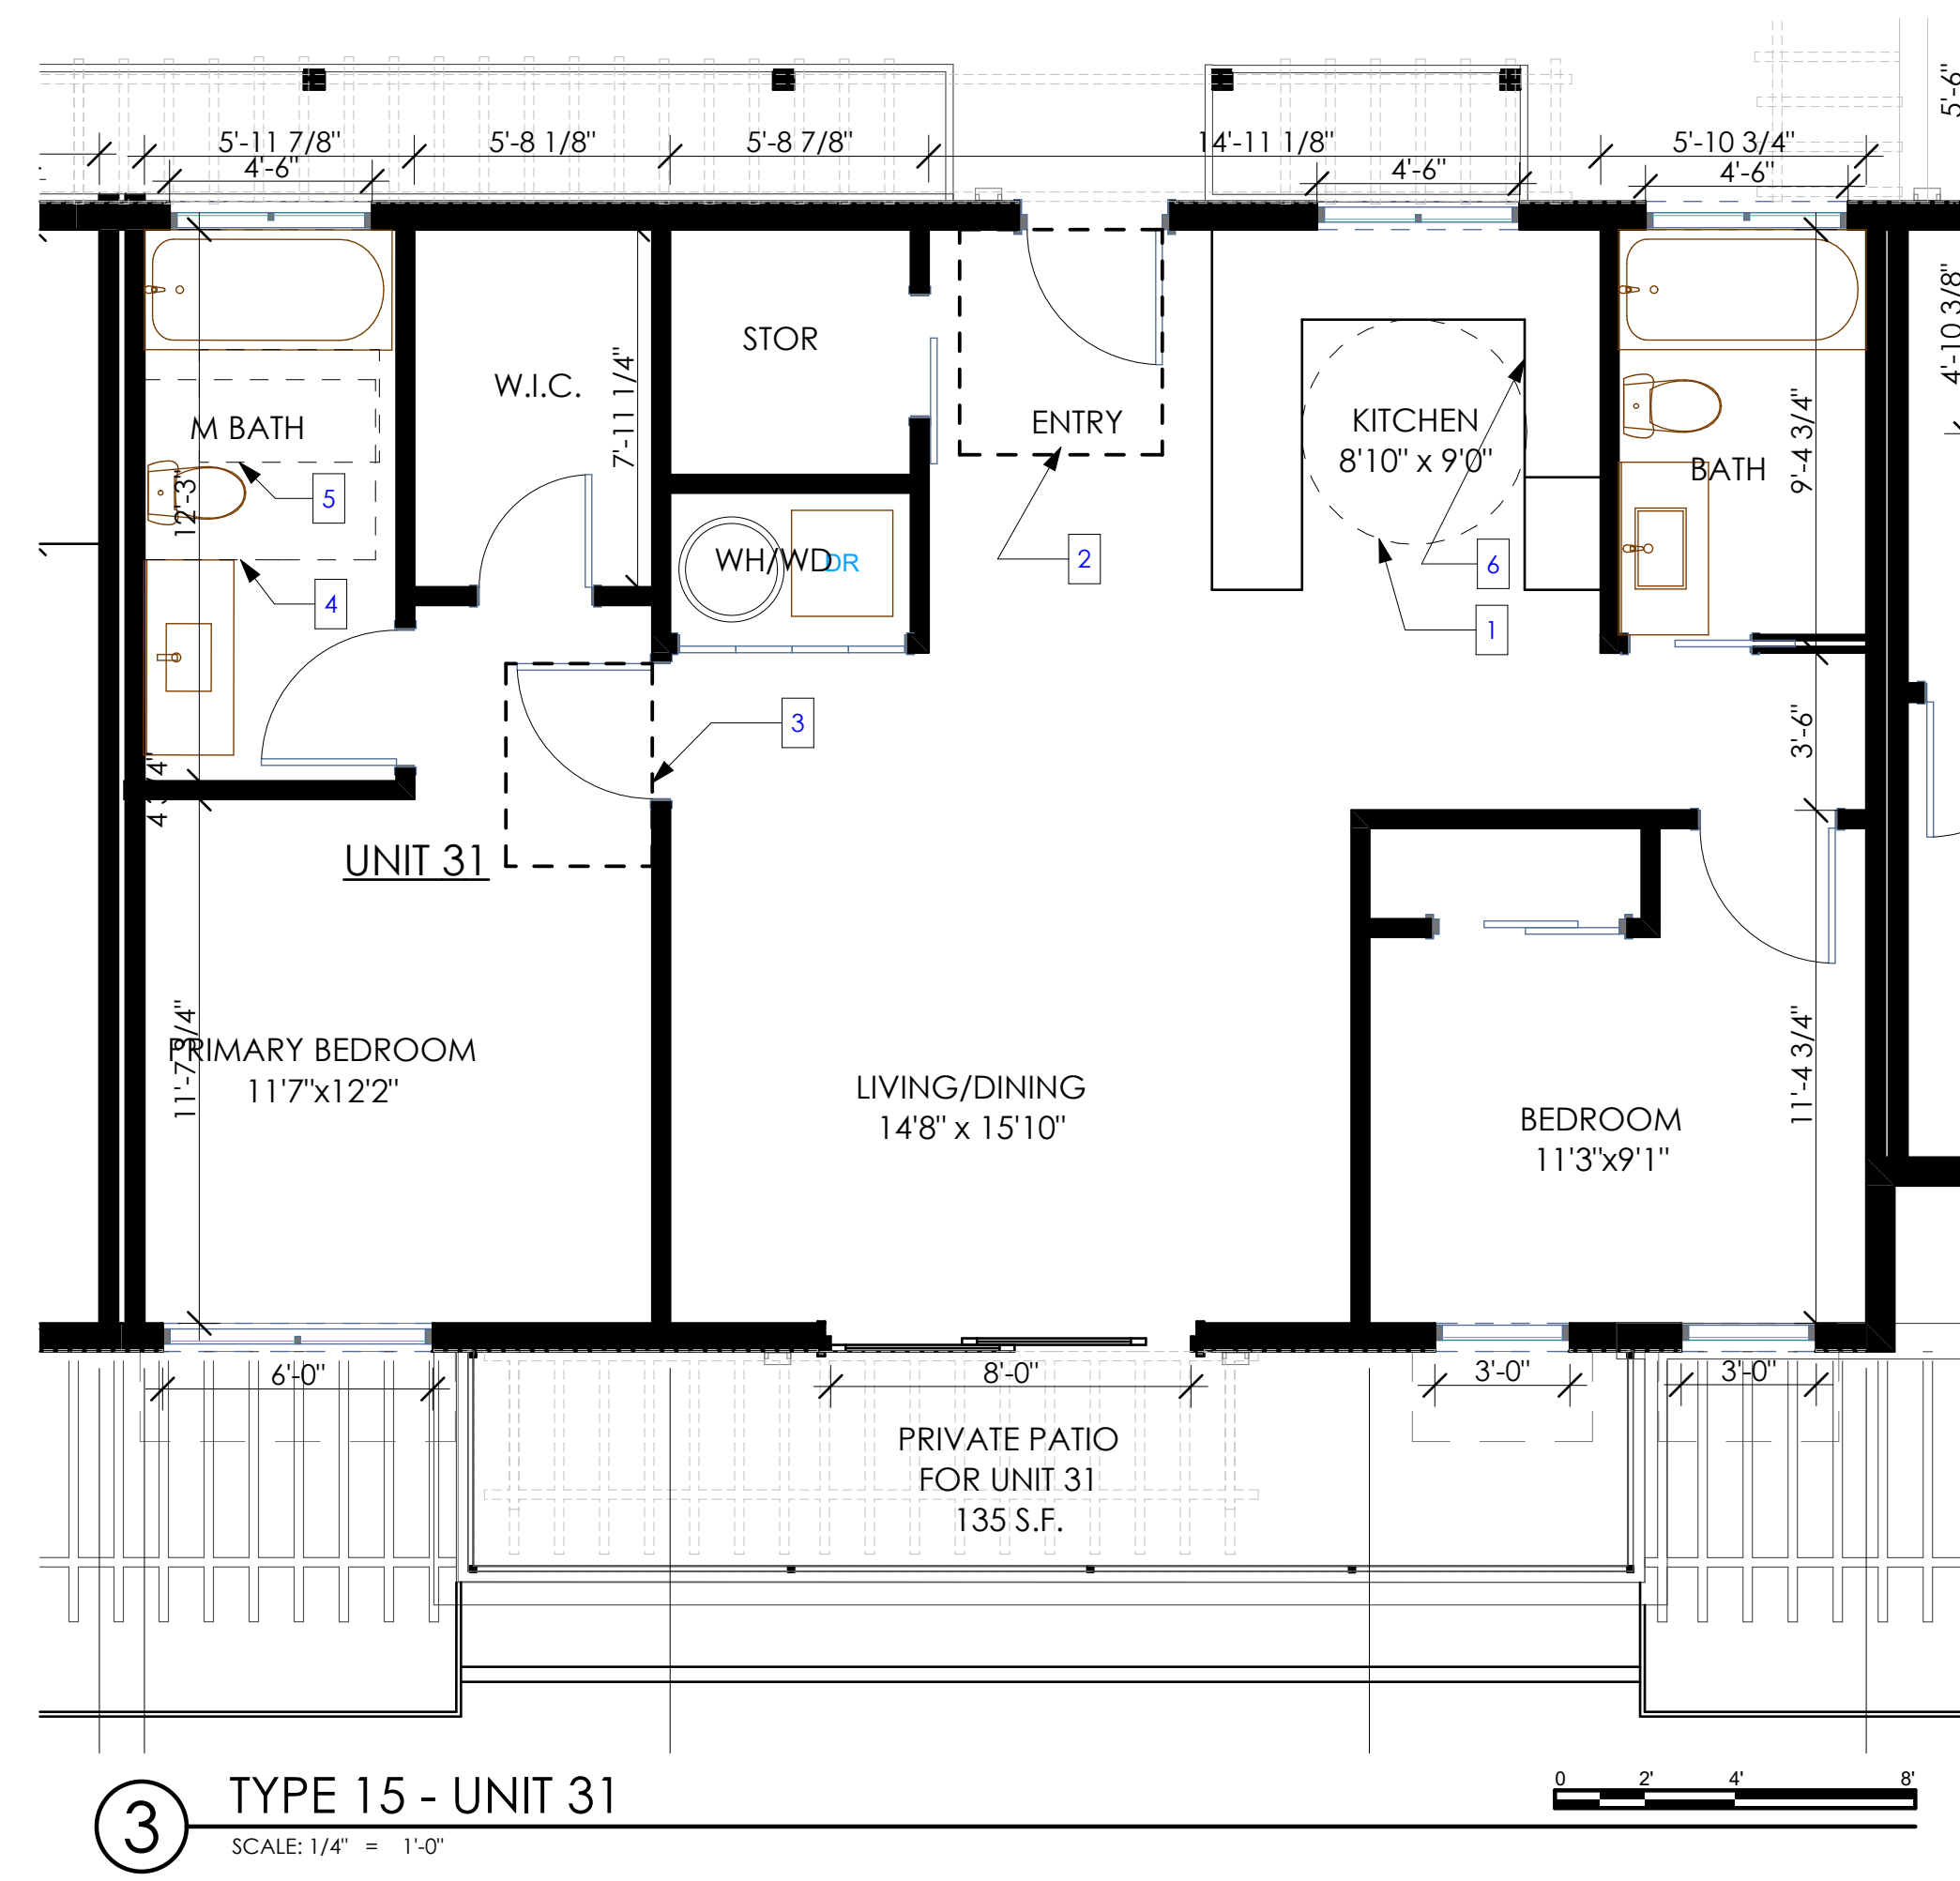 5'-6"
5'-11 7/8"
5'-8 1/8"
5'-8 7/8"
14'-11 1/8"
5'-10 3/4"
4'-6"
4'-6"
4'-6"
4'-10 3/8"
STOR
W.I.C.
7'-11 1/4"
M BATH
ENTRY
KITCHEN
8'10" x 9'0"
9'-4 3/4"
BATH
12'-3"
5
WH/WD
DR
2
6
4
1
3
3'-6"
4 3/4"
UNIT 31
PRIMARY BEDROOM
11'7"x12'2"
11'-7 3/4"
LIVING/DINING
14'8" x 15'10"
BEDROOM
11'3"x9'1"
11'-4 3/4"
6'-0"
8'-0"
3'-0"
3'-0"
PRIVATE PATIO
FOR UNIT 31
135 S.F.
3
TYPE 15 - UNIT 31
SCALE: 1/4" = 1'-0"
0 2' 4' 8'